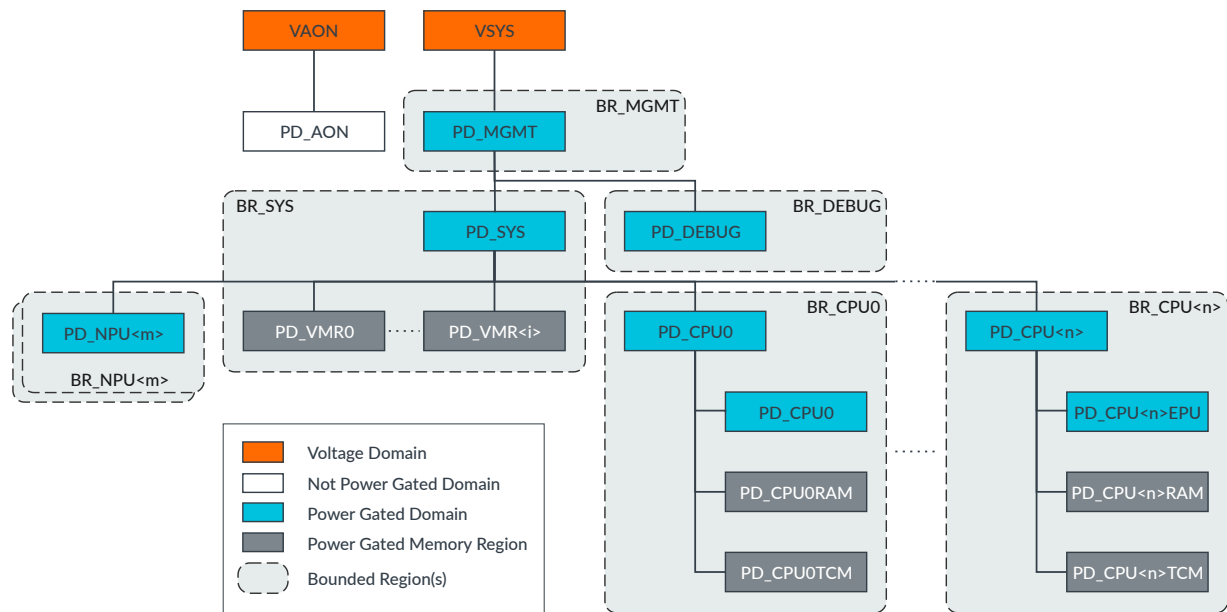 VAON
VSYS
BR_MGMT
PD_AON
PD_MGMT
BR_SYS
BR_DEBUG
PD_SYS
PD_DEBUG
BR_CPU0
BR_CPU<n>
PD_NPU<m>
PD_VMR0
PD_VMR<i>
PD_CPU0
PD_CPU<n>
BR_NPU<m>
PD_CPU0
PD_CPU<n>EPU
PD_CPU0RAM
PD_CPU<n>RAM
PD_CPU0TCM
PD_CPU<n>TCM
Voltage Domain
Not Power Gated Domain
Power Gated Domain
Power Gated Memory Region
Bounded Region(s)